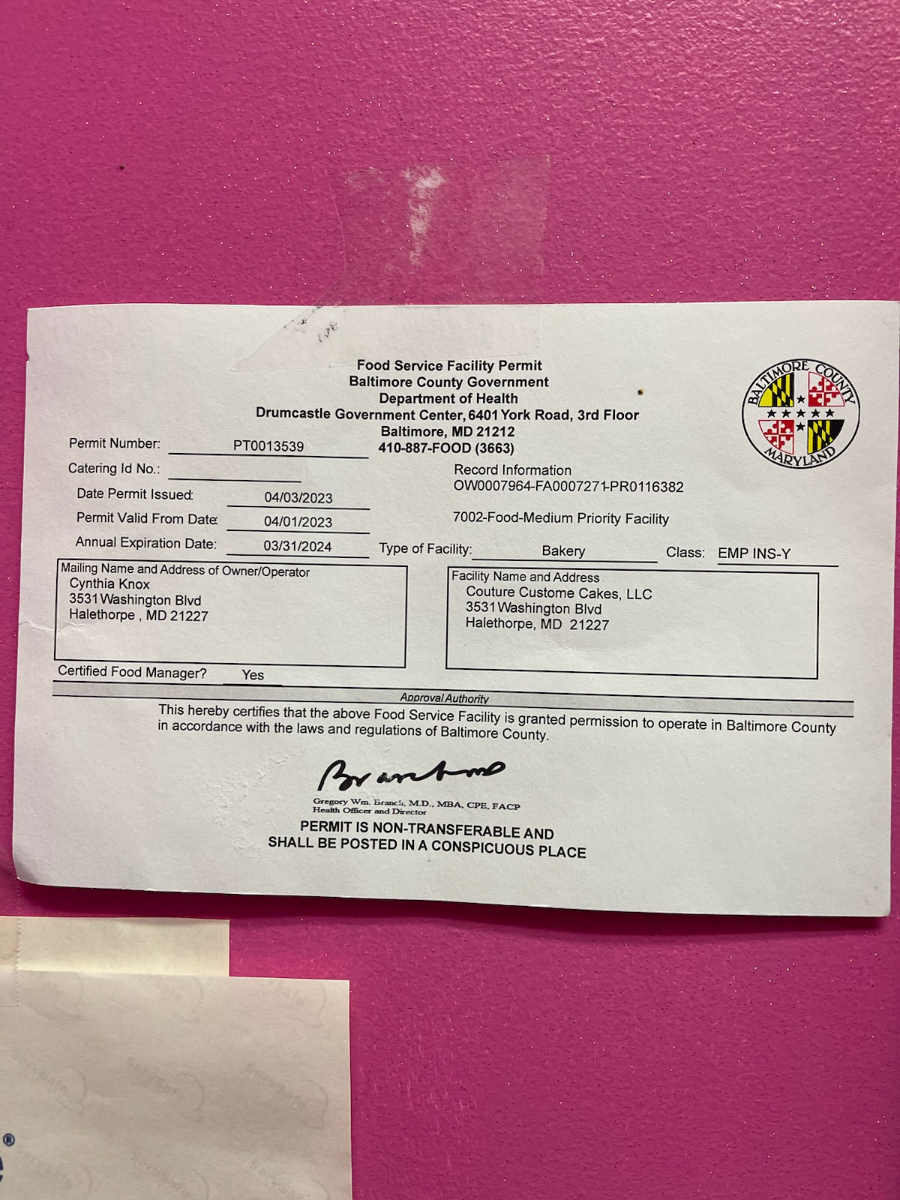 Food Service Facility Permit
Baltimore County Government
Department of Health
Drumcastle Government Center, 6401 York Road, 3rd Floor
Baltimore, MD 21212
410-887-FOOD (3663)
BALTIMORE COUNTY
MARYLAND
Permit Number: PT0013539
Catering Id No.:
Record Information
OW0007964-FA0007271-PR0116382
Date Permit Issued: 04/03/2023
Permit Valid From Date: 04/01/2023
7002-Food-Medium Priority Facility
Annual Expiration Date: 03/31/2024
Type of Facility: Bakery
Class: EMP INS-Y
Mailing Name and Address of Owner/Operator
Cynthia Knox
3531 Washington Blvd
Halethorpe , MD 21227
Facility Name and Address
Couture Custome Cakes, LLC
3531 Washington Blvd
Halethorpe, MD 21227
Certified Food Manager? Yes
Approval Authority
This hereby certifies that the above Food Service Facility is granted permission to operate in Baltimore County
in accordance with the laws and regulations of Baltimore County.
Gregory Wm. Branch, M.D., MBA, CPE, FACP
Health Officer and Director
PERMIT IS NON-TRANSFERABLE AND
SHALL BE POSTED IN A CONSPICUOUS PLACE